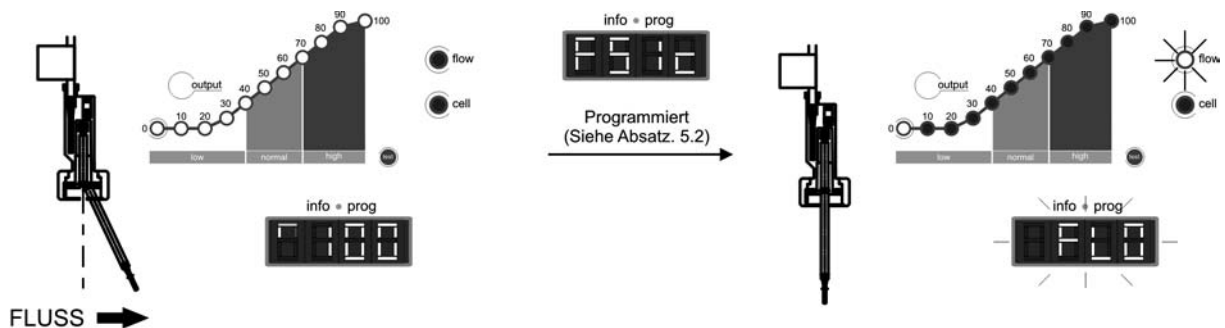 90
100
80
70
60
50
40
30
20
10
0
output
low
normal
high
test
flow
cell
info • prog
100
FLUSS
info • prog
Programmiert
(Siehe Absatz. 5.2)
90
100
80
70
60
50
40
30
20
10
0
output
low
normal
high
test
flow
cell
info • prog
FLO